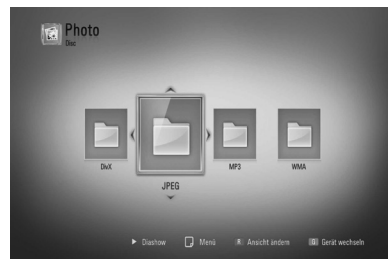 Photo
Disc
DivX
JPEG
MP3
WMA
Diashow
Menü
R Ansicht ändern
G Gerät wechseln